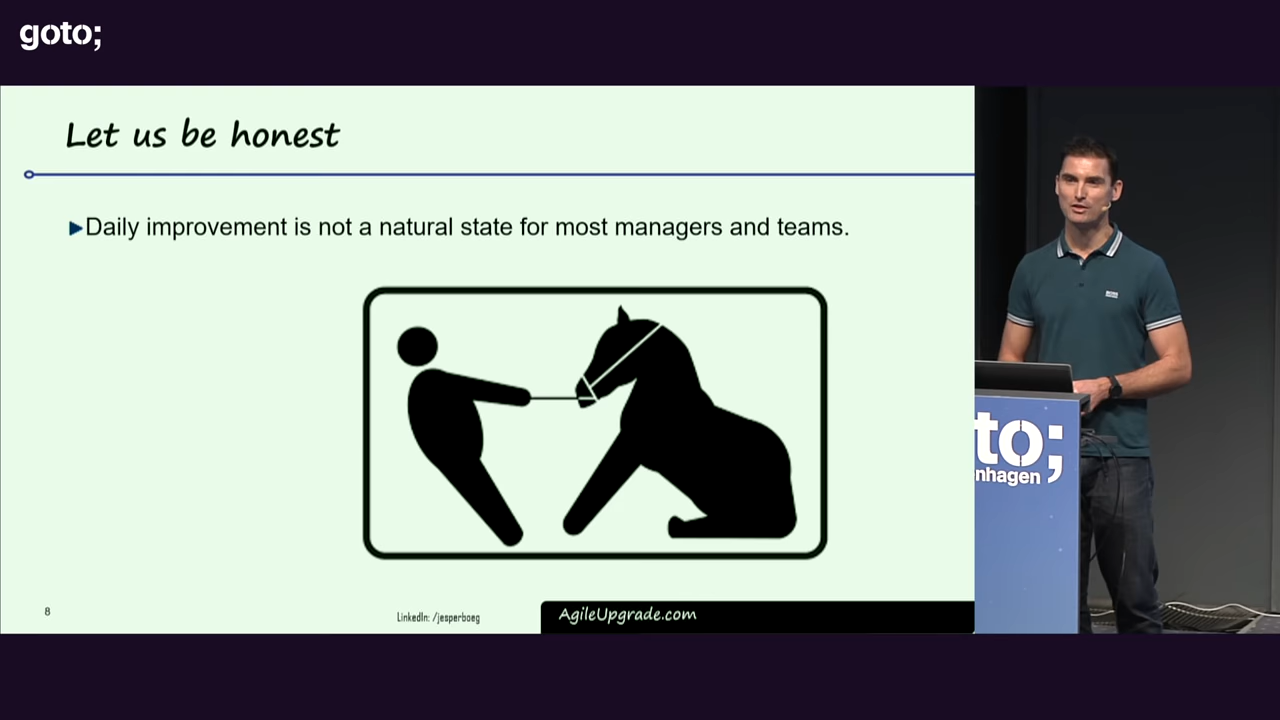 goto;
Let us be honest
Daily improvement is not a natural state for most managers and teams.
8
LinkedIn: /jesperboeg
AgileUpgrade.com
to;
nhagen